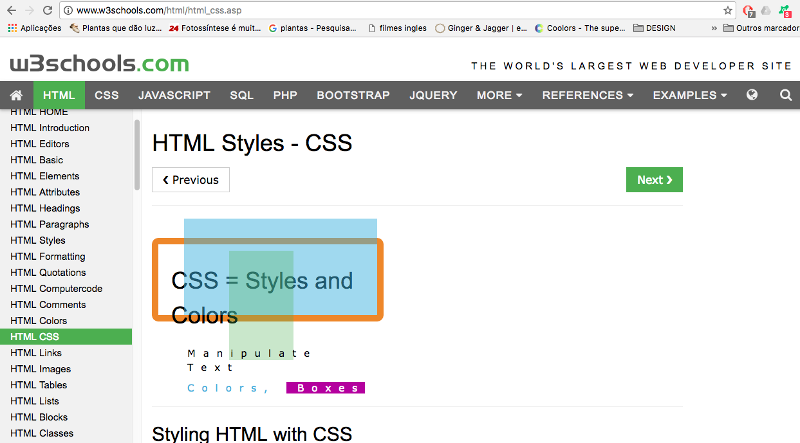 www.w3schools.com/html/html_css.asp
Aplicações Plantas que dão luz... 24 Fotossíntese é muit... G plantas - Pesquisa... filmes ingles Ginger & Jagger | e... Coolors - The supe... DESIGN » Outros marcador
w3schools.com THE WORLD'S LARGEST WEB DEVELOPER SITE
HTML CSS JAVASCRIPT SQL PHP BOOTSTRAP JQUERY MORE REFERENCES EXAMPLES
HTML HOME
HTML Introduction
HTML Editors
HTML Basic
HTML Elements
HTML Attributes
HTML Headings
HTML Paragraphs
HTML Styles
HTML Formatting
HTML Quotations
HTML Computercode
HTML Comments
HTML Colors
HTML CSS
HTML Links
HTML Images
HTML Tables
HTML Lists
HTML Blocks
HTML Classes
HTML Styles - CSS
❮ Previous Next ❯
CSS = Styles and
Colors
Manipulate
Text
Colors, Boxes
Styling HTML with CSS